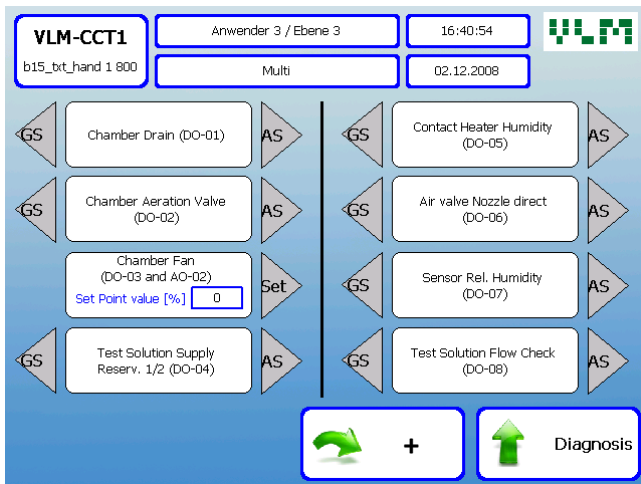 VLM-CCT1
b15_txt_hand 1 800
Anwender 3 / Ebene 3
16:40:54
VLM
Multi
02.12.2008
GS
Chamber Drain (DO-01)
AS
GS
Contact Heater Humidity
(DO-05)
AS
GS
Chamber Aeration Valve
(DO-02)
AS
GS
Air valve Nozzle direct
(DO-06)
AS
Chamber Fan
(DO-03 and AO-02)
Set Point value [%] 0
Set
GS
Sensor Rel. Humidity
(DO-07)
AS
GS
Test Solution Supply
Reserv. 1/2 (DO-04)
AS
GS
Test Solution Flow Check
(DO-08)
AS
+
Diagnosis